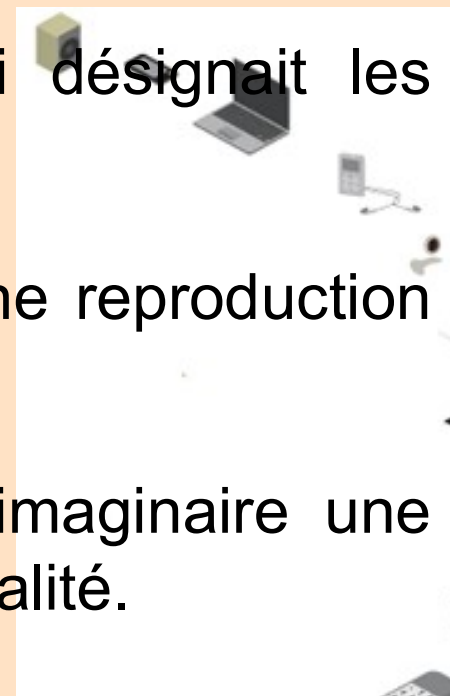 i désignait les
ne reproduction
imaginaire une
alité.